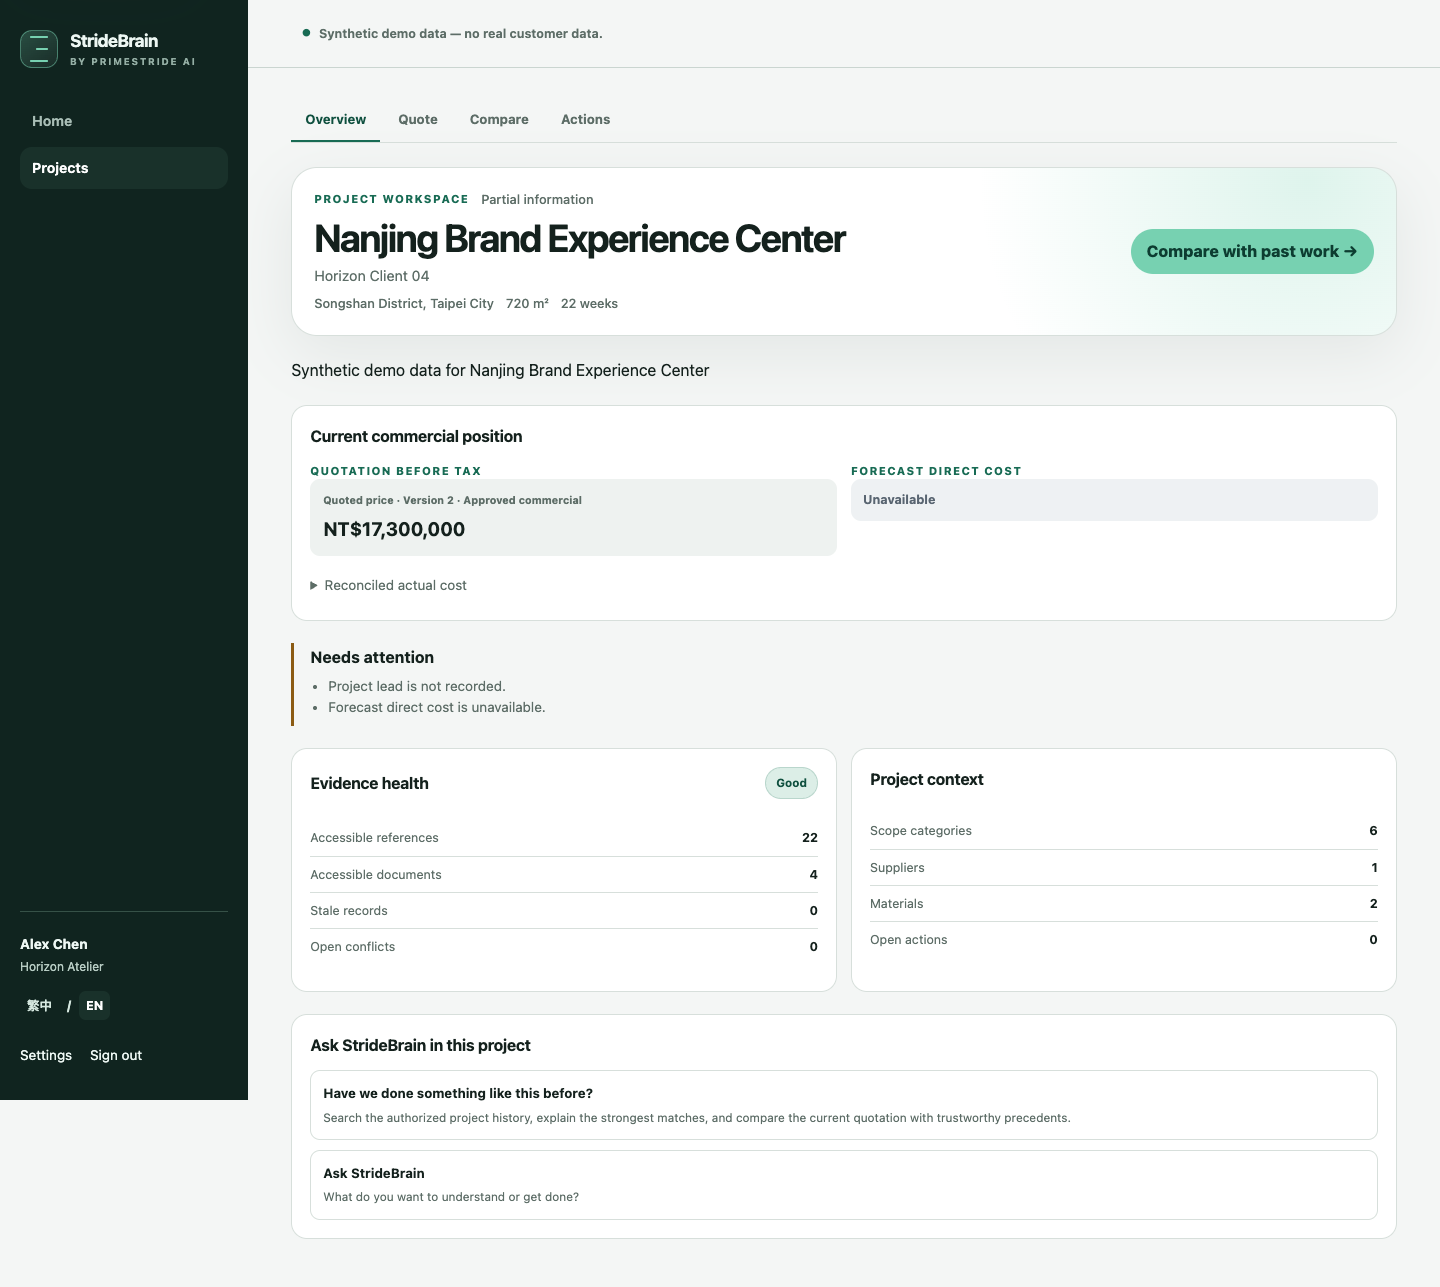 StrideBrain
BY PRIMESTRIDE AI
Home
Projects
Alex Chen
Horizon Atelier
繁中 / EN
Settings Sign out
Synthetic demo data — no real customer data.
Overview Quote Compare Actions
PROJECT WORKSPACE Partial information
Nanjing Brand Experience Center
Horizon Client 04
Songshan District, Taipei City 720 m² 22 weeks
Compare with past work →
Synthetic demo data for Nanjing Brand Experience Center
Current commercial position
QUOTATION BEFORE TAX
Quoted price · Version 2 · Approved commercial
NT$17,300,000
FORECAST DIRECT COST
Unavailable
▶ Reconciled actual cost
Needs attention
• Project lead is not recorded.
• Forecast direct cost is unavailable.
Evidence health Good
Accessible references 22
Accessible documents 4
Stale records 0
Open conflicts 0
Project context
Scope categories 6
Suppliers 1
Materials 2
Open actions 0
Ask StrideBrain in this project
Have we done something like this before?
Search the authorized project history, explain the strongest matches, and compare the current quotation with trustworthy precedents.
Ask StrideBrain
What do you want to understand or get done?